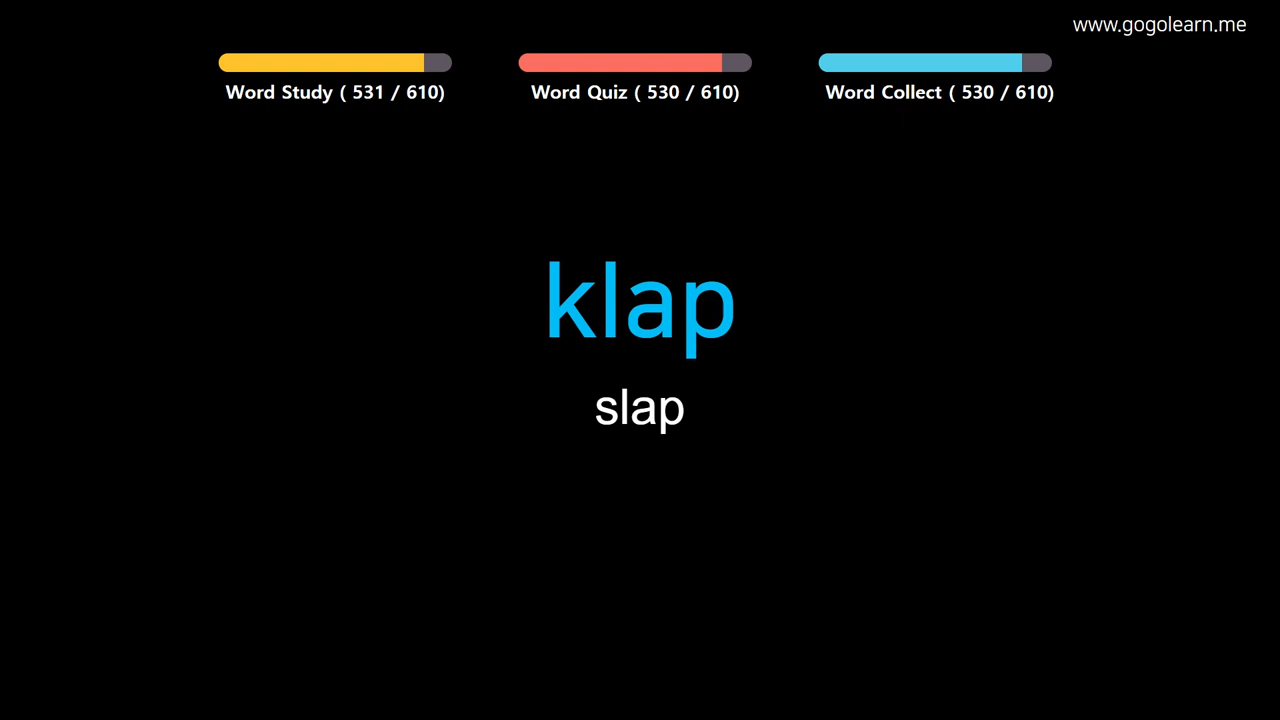 www.gogolearn.me
Word Study ( 531 / 610)
Word Quiz ( 530 / 610)
Word Collect ( 530 / 610)
klap
slap